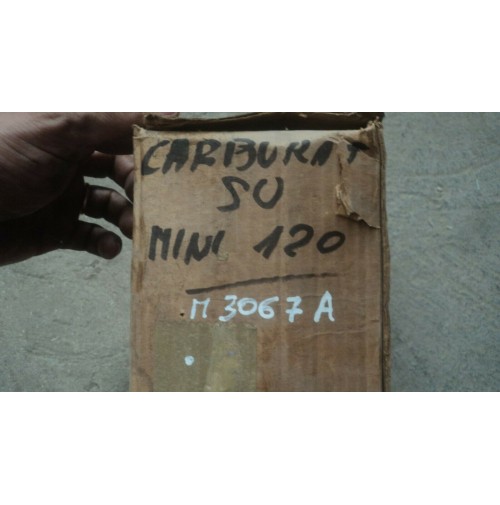 CARBURAT
SU
MINI 120
M 3067 A